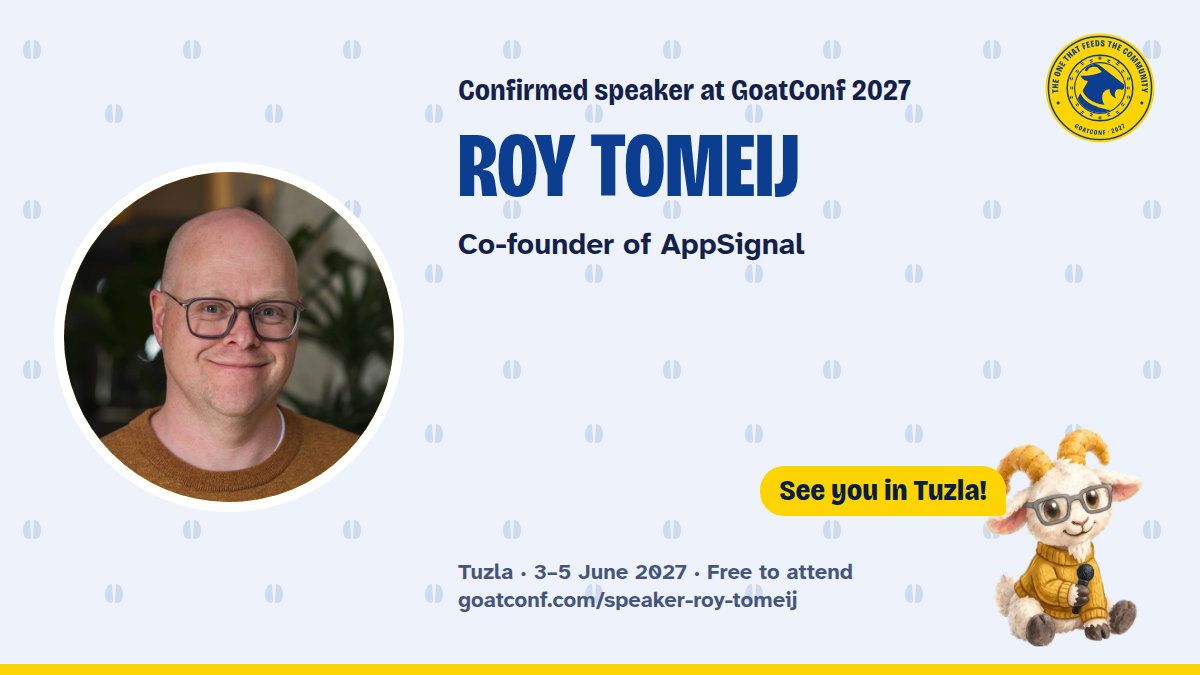 Confirmed speaker at GoatConf 2027
THE ONE THAT FEEDS THE COMMUNITY
GOATCONF · 2027
ROY TOMEIJ
Co-founder of AppSignal
See you in Tuzla!
Tuzla · 3–5 June 2027 · Free to attend
goatconf.com/speaker-roy-tomeij